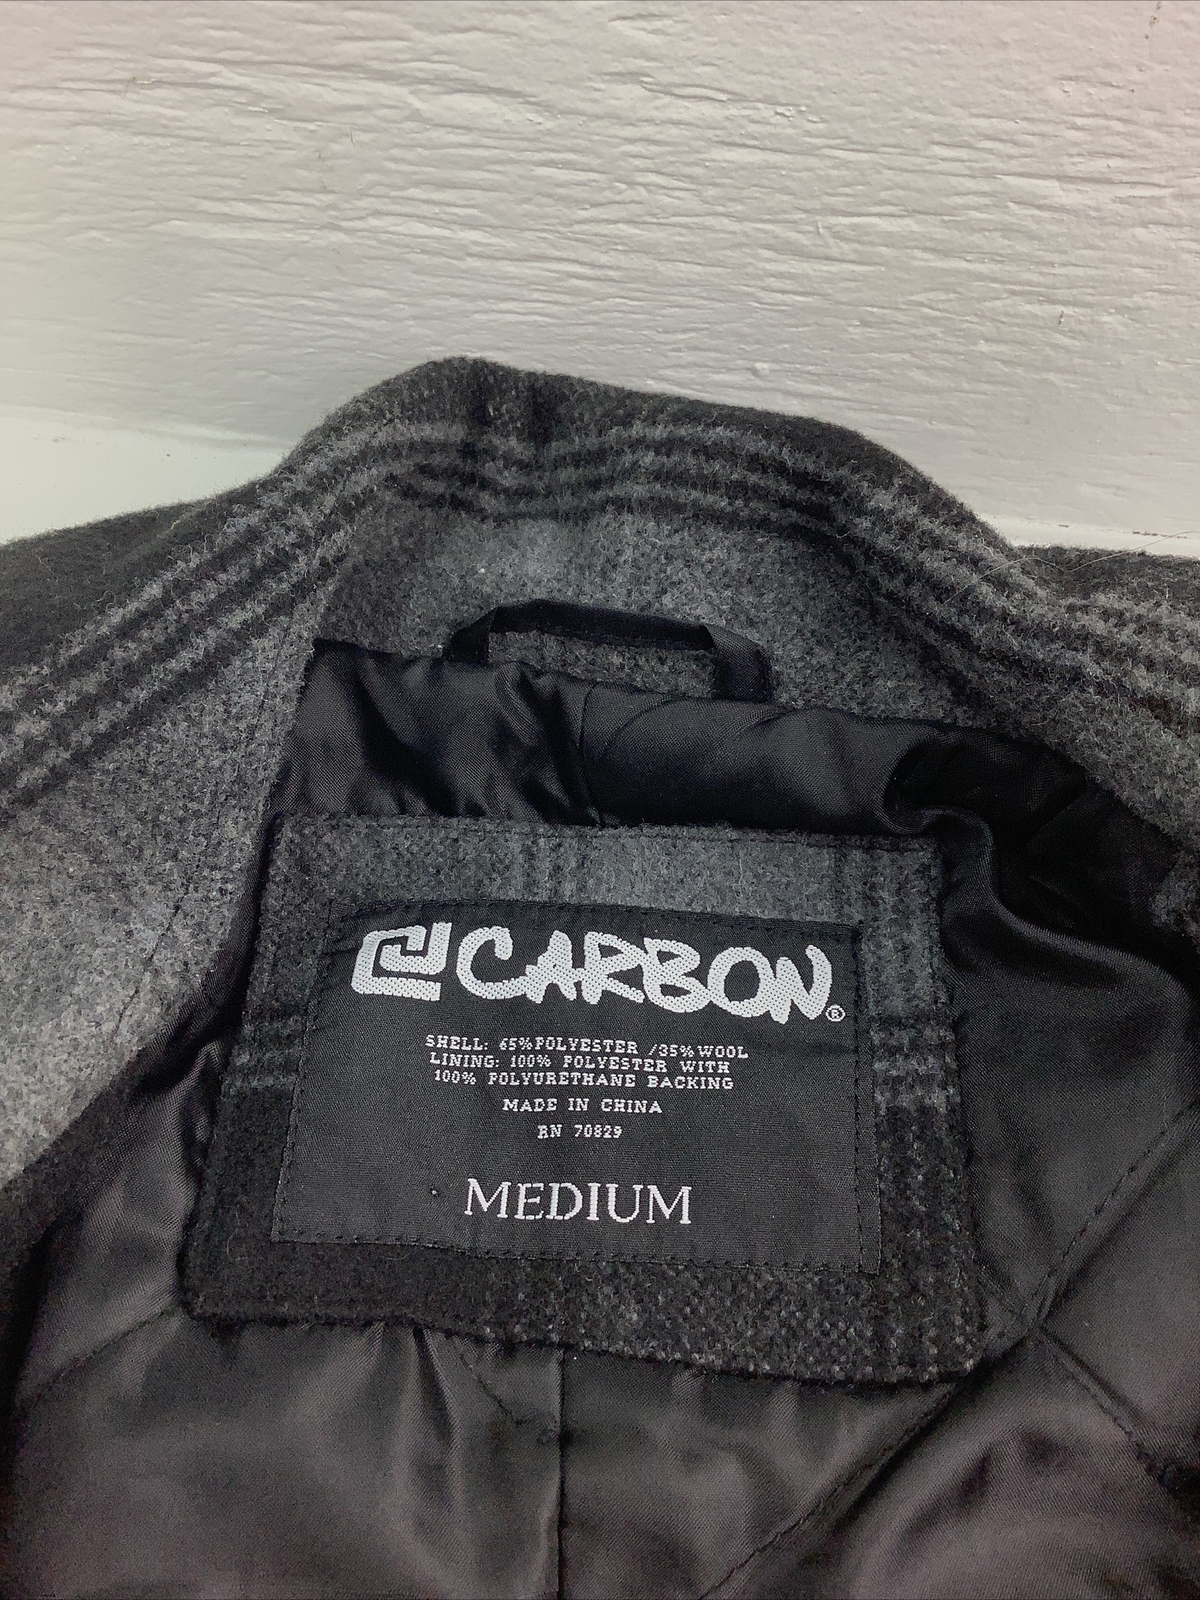 CARBON®
SHELL: 65% POLYESTER /35% WOOL
LINING: 100% POLYESTER WITH
100% POLYURETHANE BACKING
MADE IN CHINA
RN 70829
MEDIUM